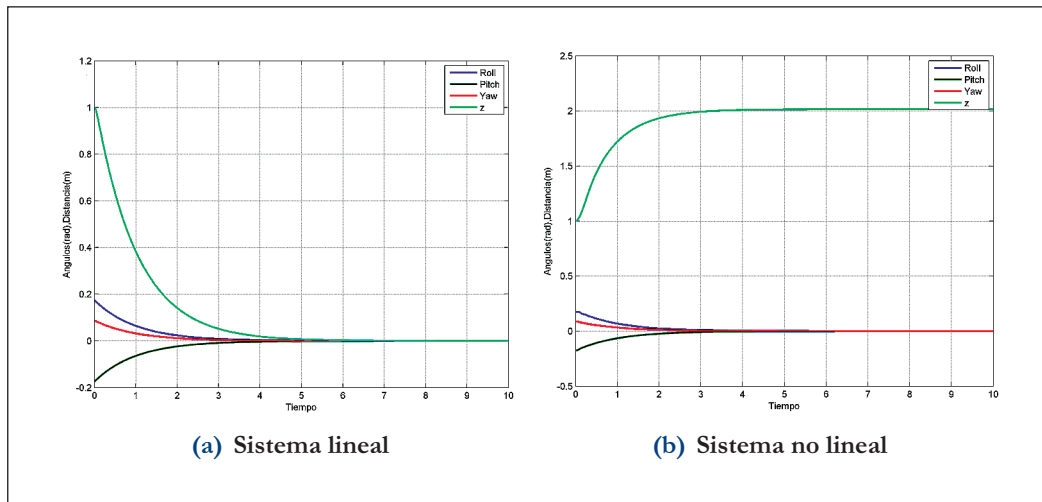 1.2
1
0.8
0.6
0.4
0.2
0
-0.2
Angulos(rad),Distancia(m)
0 1 2 3 4 5 6 7 8 9 10
Tiempo
Roll
Pitch
Yaw
z
(a) Sistema lineal
2.5
2
1.5
1
0.5
0
-0.5
Angulos(rad),Distancia(m)
0 1 2 3 4 5 6 7 8 9 10
Tiempo
Roll
Pitch
Yaw
z
(b) Sistema no lineal